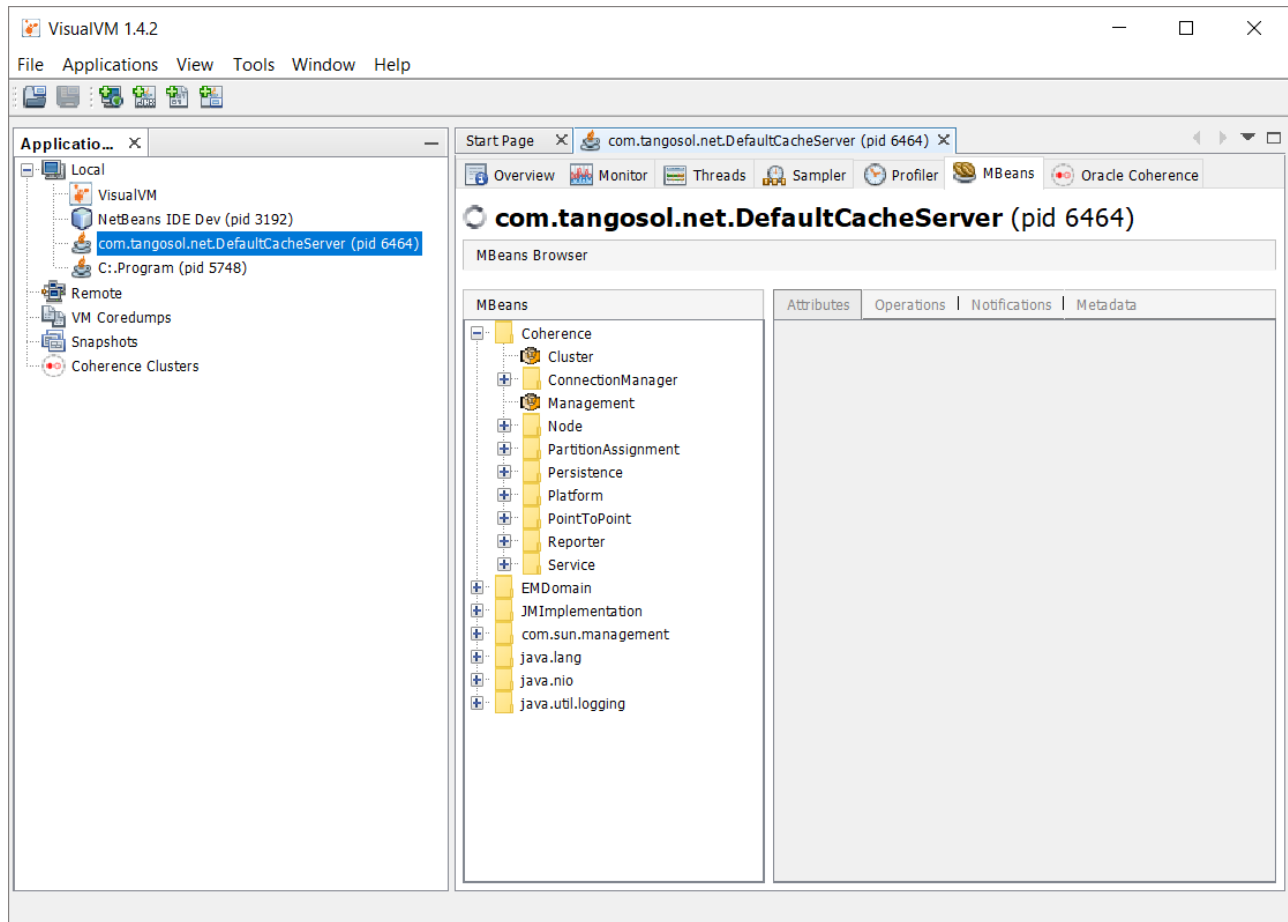 VisualVM 1.4.2
File Applications View Tools Window Help
Applicatio...
Local
VisualVM
NetBeans IDE Dev (pid 3192)
com.tangosol.net.DefaultCacheServer (pid 6464)
C:.Program (pid 5748)
Remote
VM Coredumps
Snapshots
Coherence Clusters
Start Page com.tangosol.net.DefaultCacheServer (pid 6464)
Overview Monitor Threads Sampler Profiler MBeans Oracle Coherence
com.tangosol.net.DefaultCacheServer (pid 6464)
MBeans Browser
MBeans
Coherence
Cluster
ConnectionManager
Management
Node
PartitionAssignment
Persistence
Platform
PointToPoint
Reporter
Service
EMDomain
JMImplementation
com.sun.management
java.lang
java.nio
java.util.logging
Attributes Operations Notifications Metadata